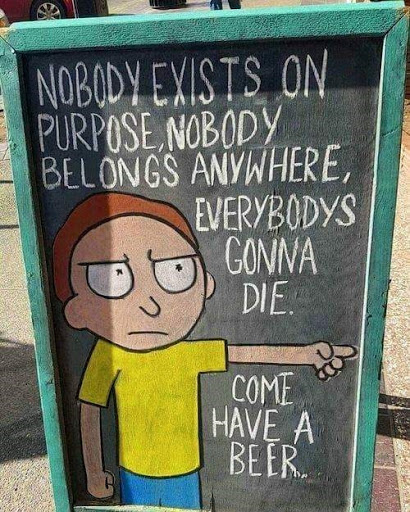 NOBODY EXISTS ON
PURPOSE, NOBODY
BELONGS ANYWHERE,
EVERYBODYS
GONNA
DIE.
COME
HAVE A
BEER